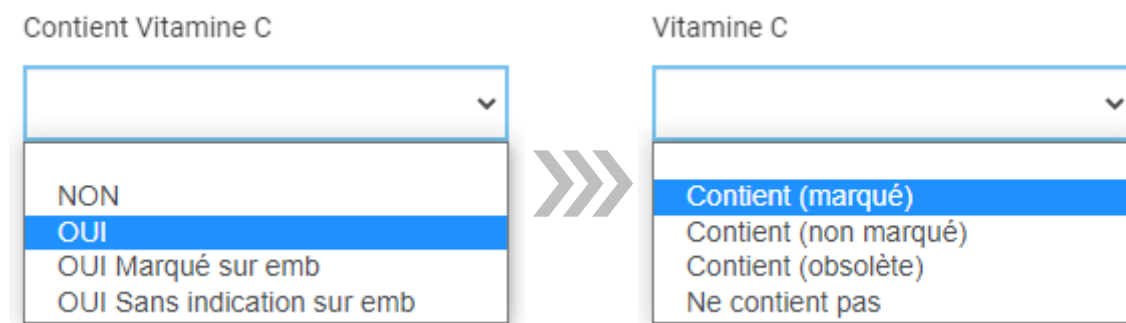 Contient Vitamine C
NON
OUI
OUI Marqué sur emb
OUI Sans indication sur emb
Vitamine C
Contient (marqué)
Contient (non marqué)
Contient (obsolète)
Ne contient pas